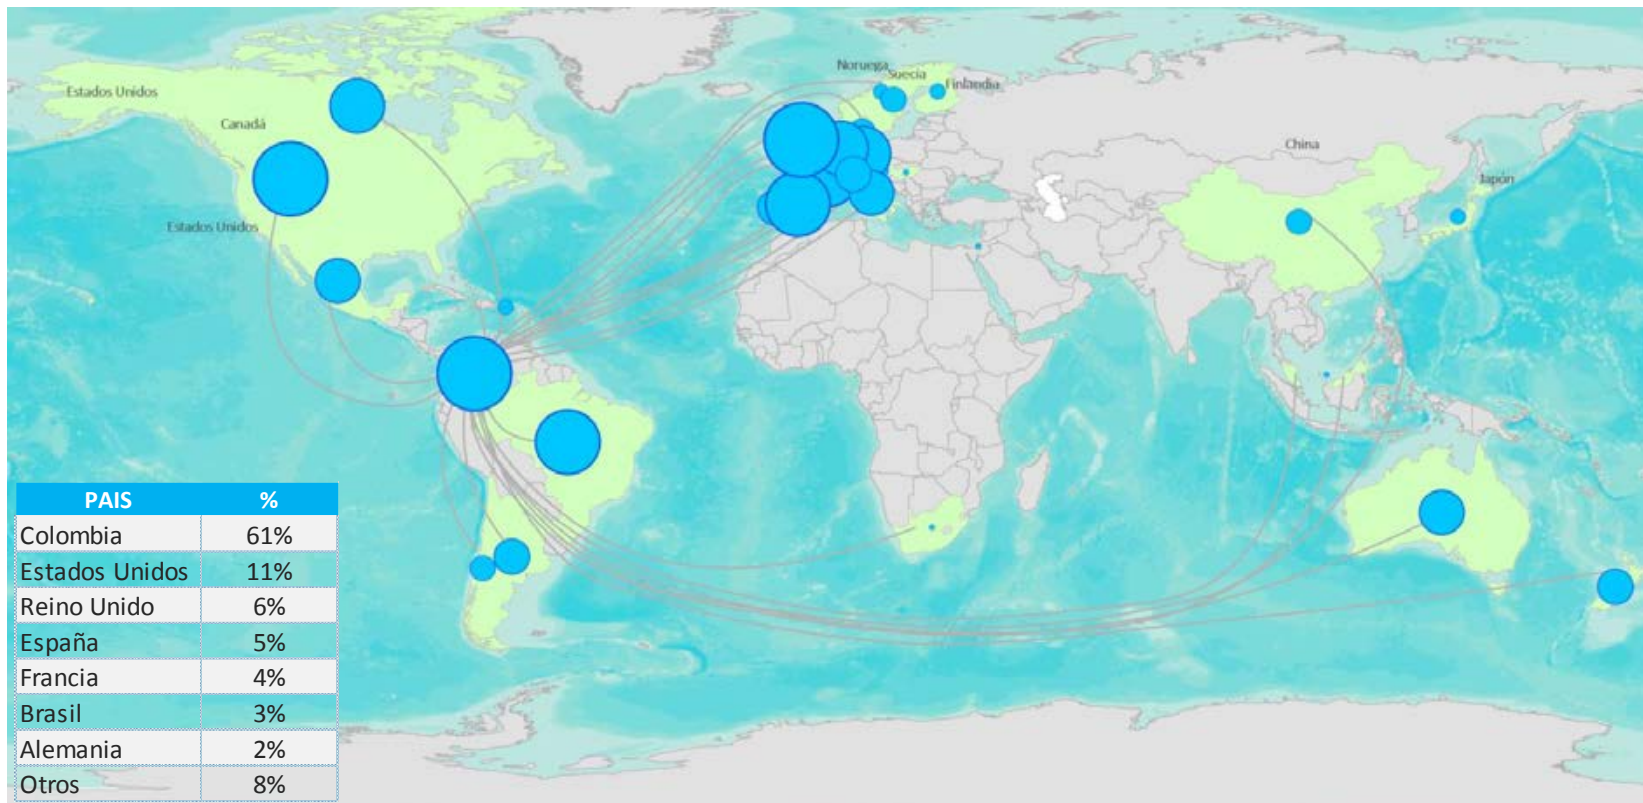 Noruega
Suecia
Finlandia
Estados Unidos
Canadá
China
Japón
Estados Unidos
PAIS %
Colombia 61%
Estados Unidos 11%
Reino Unido 6%
España 5%
Francia 4%
Brasil 3%
Alemania 2%
Otros 8%